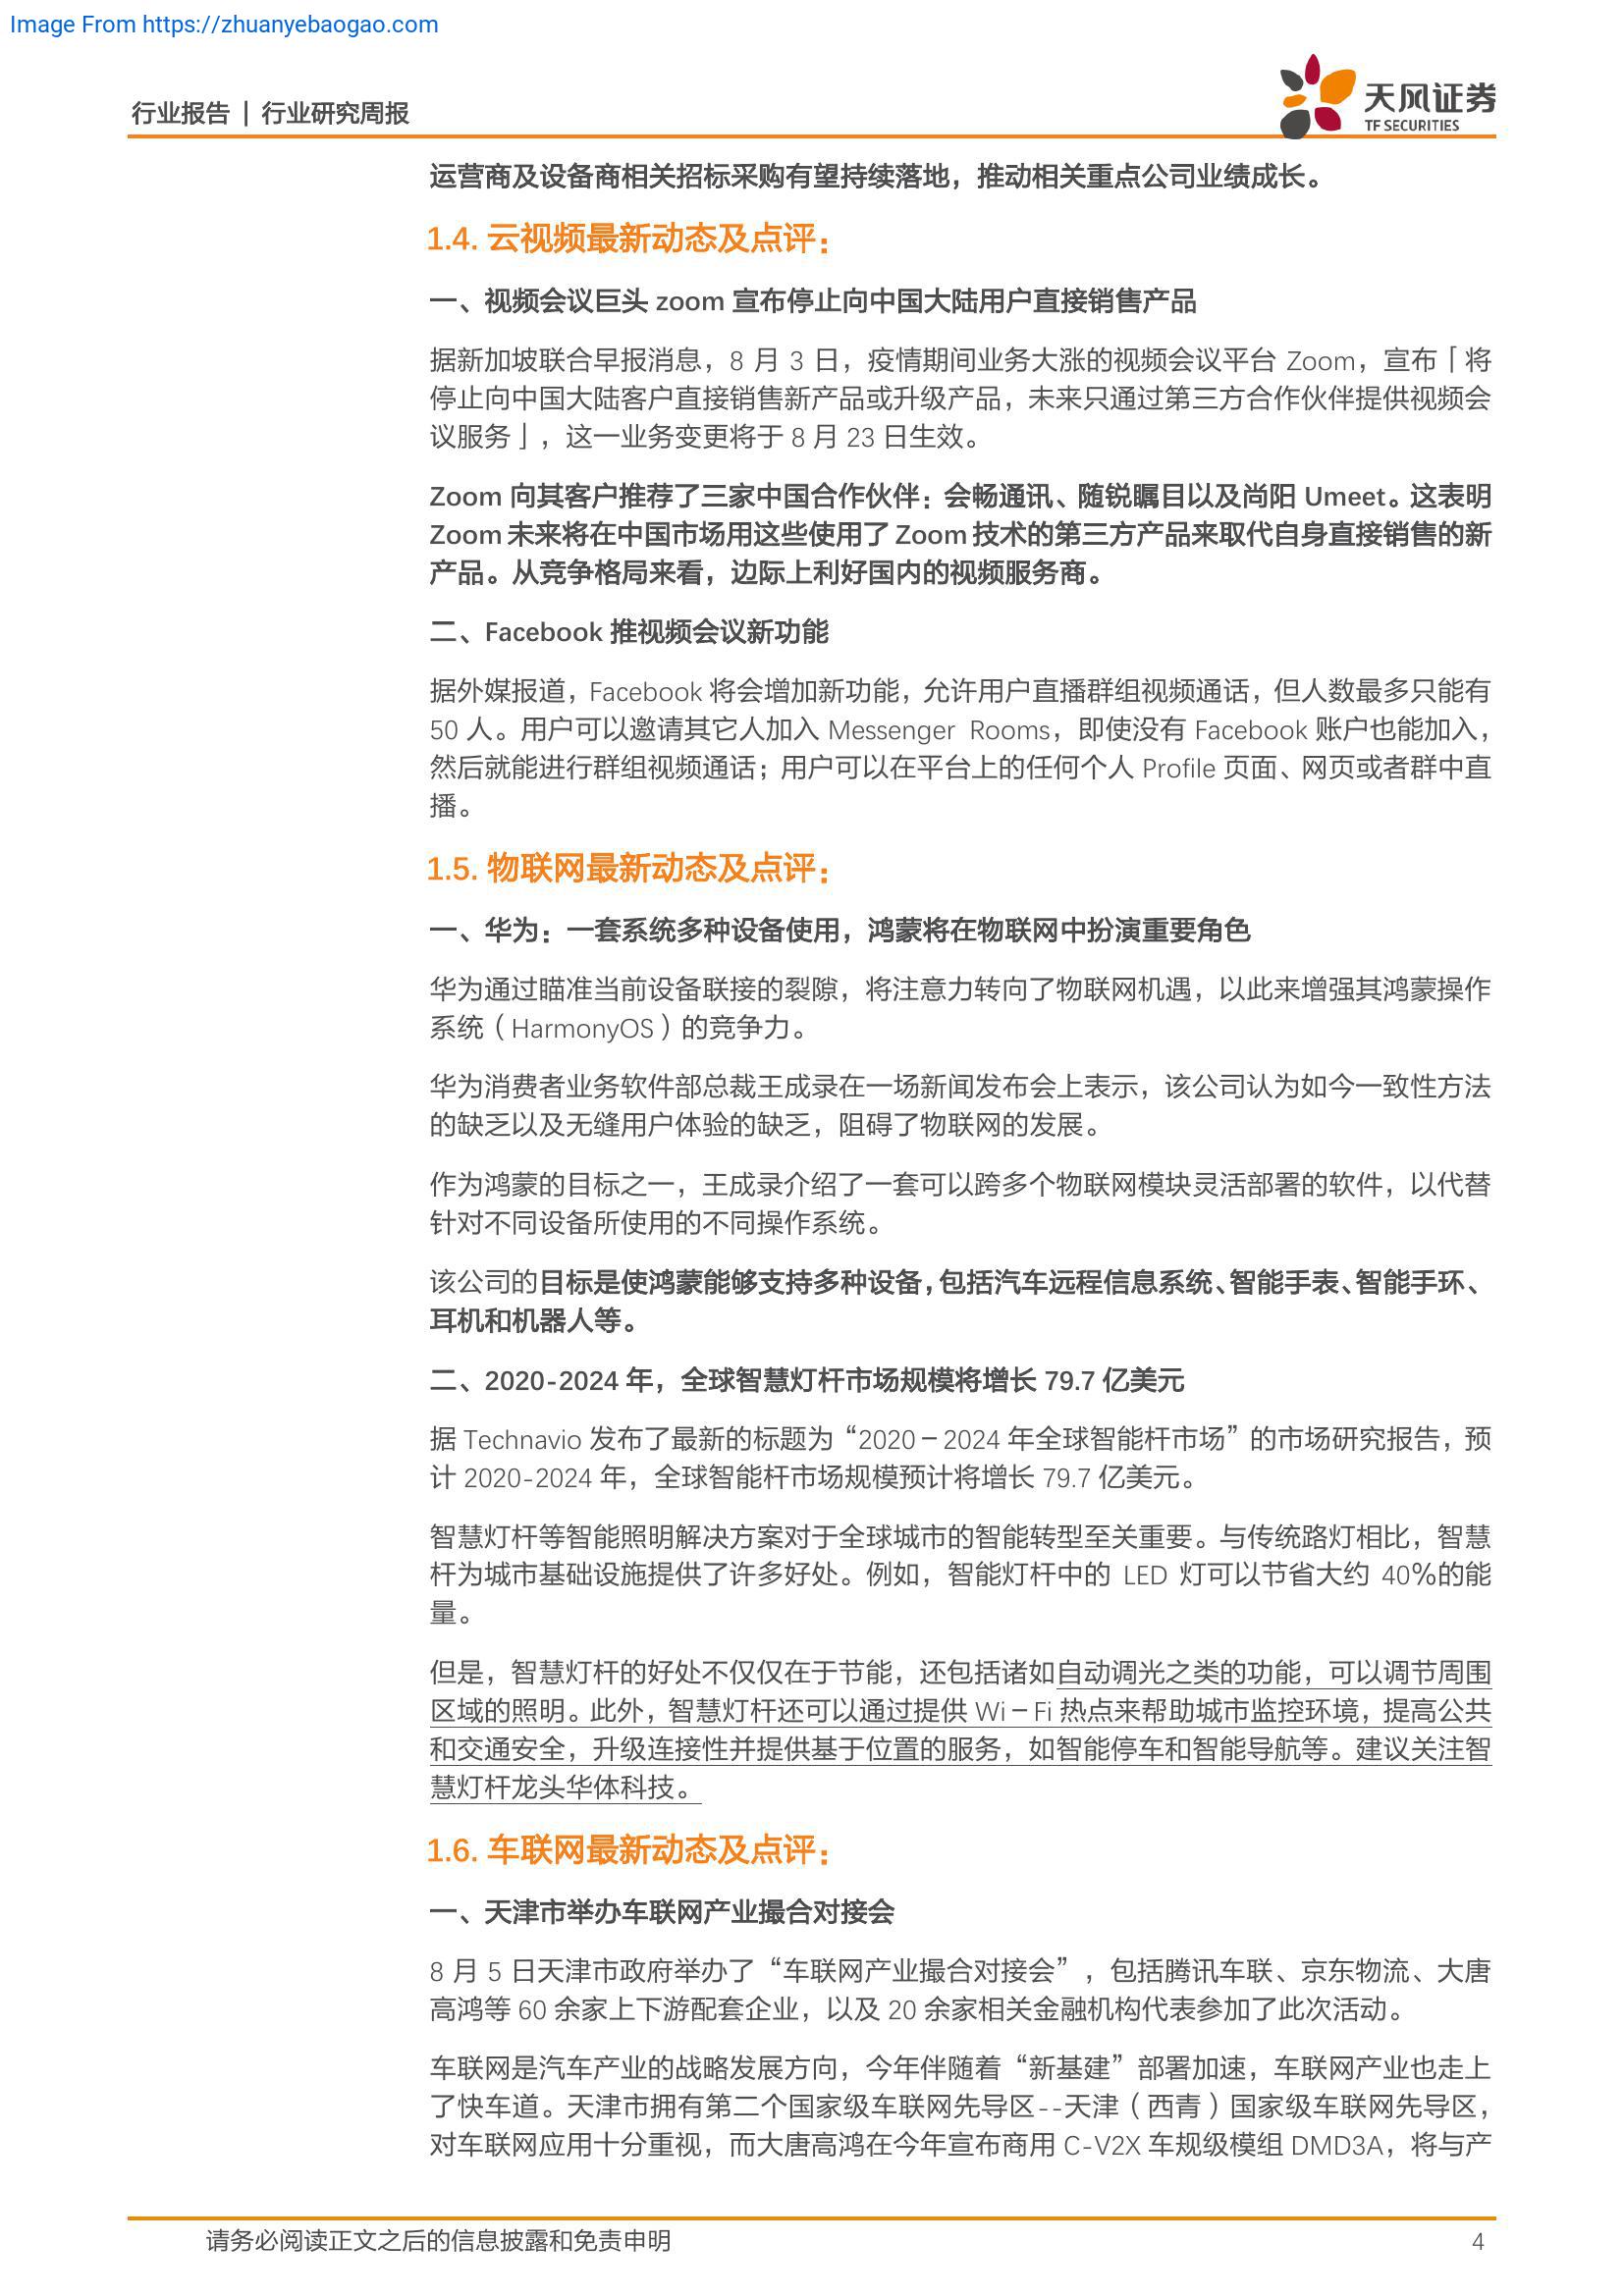 Image From https://zhuanyebaogao.com
行业报告 | 行业研究周报
天风证券
TF SECURITIES
运营商及设备商相关招标采购有望持续落地，推动相关重点公司业绩成长。
1.4. 云视频最新动态及点评：
一、视频会议巨头 zoom 宣布停止向中国大陆用户直接销售产品
据新加坡联合早报消息，8 月 3 日，疫情期间业务大涨的视频会议平台 Zoom，宣布「将
停止向中国大陆客户直接销售新产品或升级产品，未来只通过第三方合作伙伴提供视频会
议服务」，这一业务变更将于 8 月 23 日生效。
Zoom 向其客户推荐了三家中国合作伙伴：会畅通讯、随锐瞩目以及尚阳 Umeet。这表明
Zoom 未来将在中国市场用这些使用了 Zoom 技术的第三方产品来取代自身直接销售的新
产品。从竞争格局来看，边际上利好国内的视频服务商。
二、Facebook 推视频会议新功能
据外媒报道，Facebook 将会增加新功能，允许用户直播群组视频通话，但人数最多只能有
50 人。用户可以邀请其它人加入 Messenger Rooms，即使没有 Facebook 账户也能加入，
然后就能进行群组视频通话；用户可以在平台上的任何个人 Profile 页面、网页或者群中直
播。
1.5. 物联网最新动态及点评：
一、华为：一套系统多种设备使用，鸿蒙将在物联网中扮演重要角色
华为通过瞄准当前设备联接的裂隙，将注意力转向了物联网机遇，以此来增强其鸿蒙操作
系统（HarmonyOS）的竞争力。
华为消费者业务软件部总裁王成录在一场新闻发布会上表示，该公司认为如今一致性方法
的缺乏以及无缝用户体验的缺乏，阻碍了物联网的发展。
作为鸿蒙的目标之一，王成录介绍了一套可以跨多个物联网模块灵活部署的软件，以代替
针对不同设备所使用的不同操作系统。
该公司的目标是使鸿蒙能够支持多种设备，包括汽车远程信息系统、智能手表、智能手环、
耳机和机器人等。
二、2020-2024 年，全球智慧灯杆市场规模将增长 79.7 亿美元
据 Technavio 发布了最新的标题为“2020－2024 年全球智能杆市场”的市场研究报告，预
计 2020-2024 年，全球智能杆市场规模预计将增长 79.7 亿美元。
智慧灯杆等智能照明解决方案对于全球城市的智能转型至关重要。与传统路灯相比，智慧
杆为城市基础设施提供了许多好处。例如，智能灯杆中的 LED 灯可以节省大约 40%的能
量。
但是，智慧灯杆的好处不仅仅在于节能，还包括诸如自动调光之类的功能，可以调节周围
区域的照明。此外，智慧灯杆还可以通过提供 Wi－Fi 热点来帮助城市监控环境，提高公共
和交通安全，升级连接性并提供基于位置的服务，如智能停车和智能导航等。建议关注智
慧灯杆龙头华体科技。
1.6. 车联网最新动态及点评：
一、天津市举办车联网产业撮合对接会
8 月 5 日天津市政府举办了“车联网产业撮合对接会”，包括腾讯车联、京东物流、大唐
高鸿等 60 余家上下游配套企业，以及 20 余家相关金融机构代表参加了此次活动。
车联网是汽车产业的战略发展方向，今年伴随着“新基建”部署加速，车联网产业也走上
了快车道。天津市拥有第二个国家级车联网先导区--天津（西青）国家级车联网先导区，
对车联网应用十分重视，而大唐高鸿在今年宣布商用 C-V2X 车规级模组 DMD3A，将与产
请务必阅读正文之后的信息披露和免责申明
4